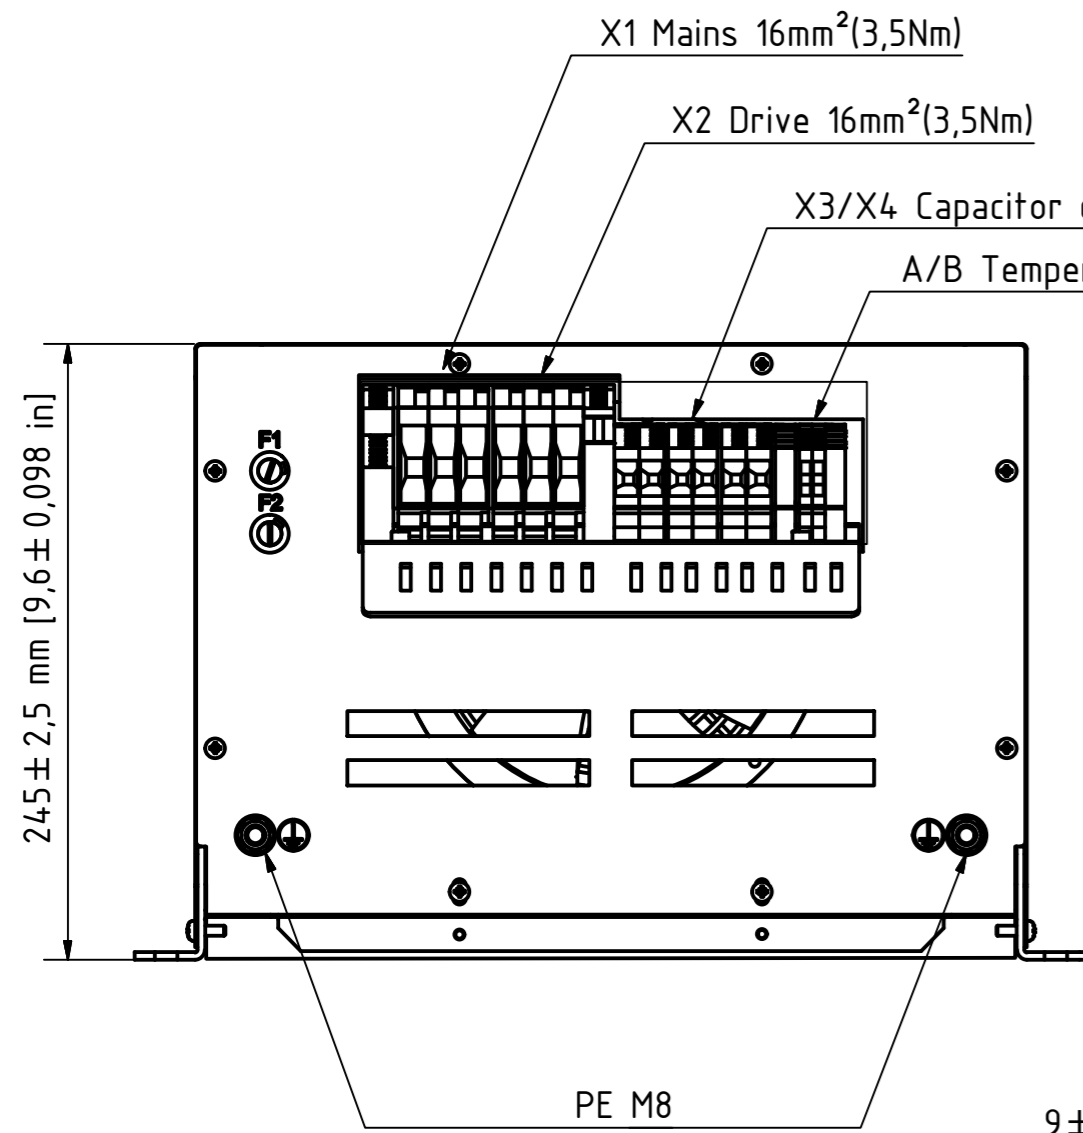 X1 Mains 16mm²(3,5Nm)
X2 Drive 16mm²(3,5Nm)
X3/X4 Capacitor
A/B
F1
F2
245± 2,5 mm [9,6± 0,098 in]
PE M8
9±